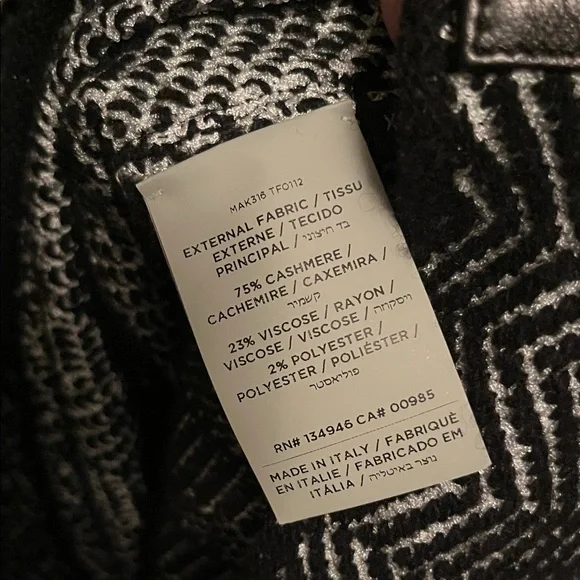 MAK316 TF0112
EXTERNAL FABRIC / TISSU
EXTERNE / TECIDO
PRINCIPAL / בד חיצוני
75% CASHMERE /
CACHEMIRE / CAXEMIRA /
קשמיר
23% VISCOSE / RAYON /
VISCOSE / VISCOSE / ויסקוזה
2% POLYESTER /
POLYESTER / POLIÉSTER /
פוליאסטר
RN# 134946 CA# 00985
MADE IN ITALY / FABRIQUÉ
EN ITALIE / FABRICADO EM
ITÁLIA / נוצר באיטליה